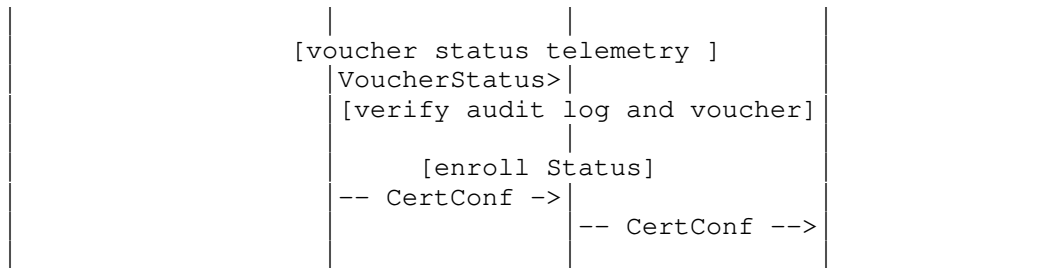 [voucher status telemetry ]
VoucherStatus>
[verify audit log and voucher]
[enroll Status]
-- CertConf ->
-- CertConf -->